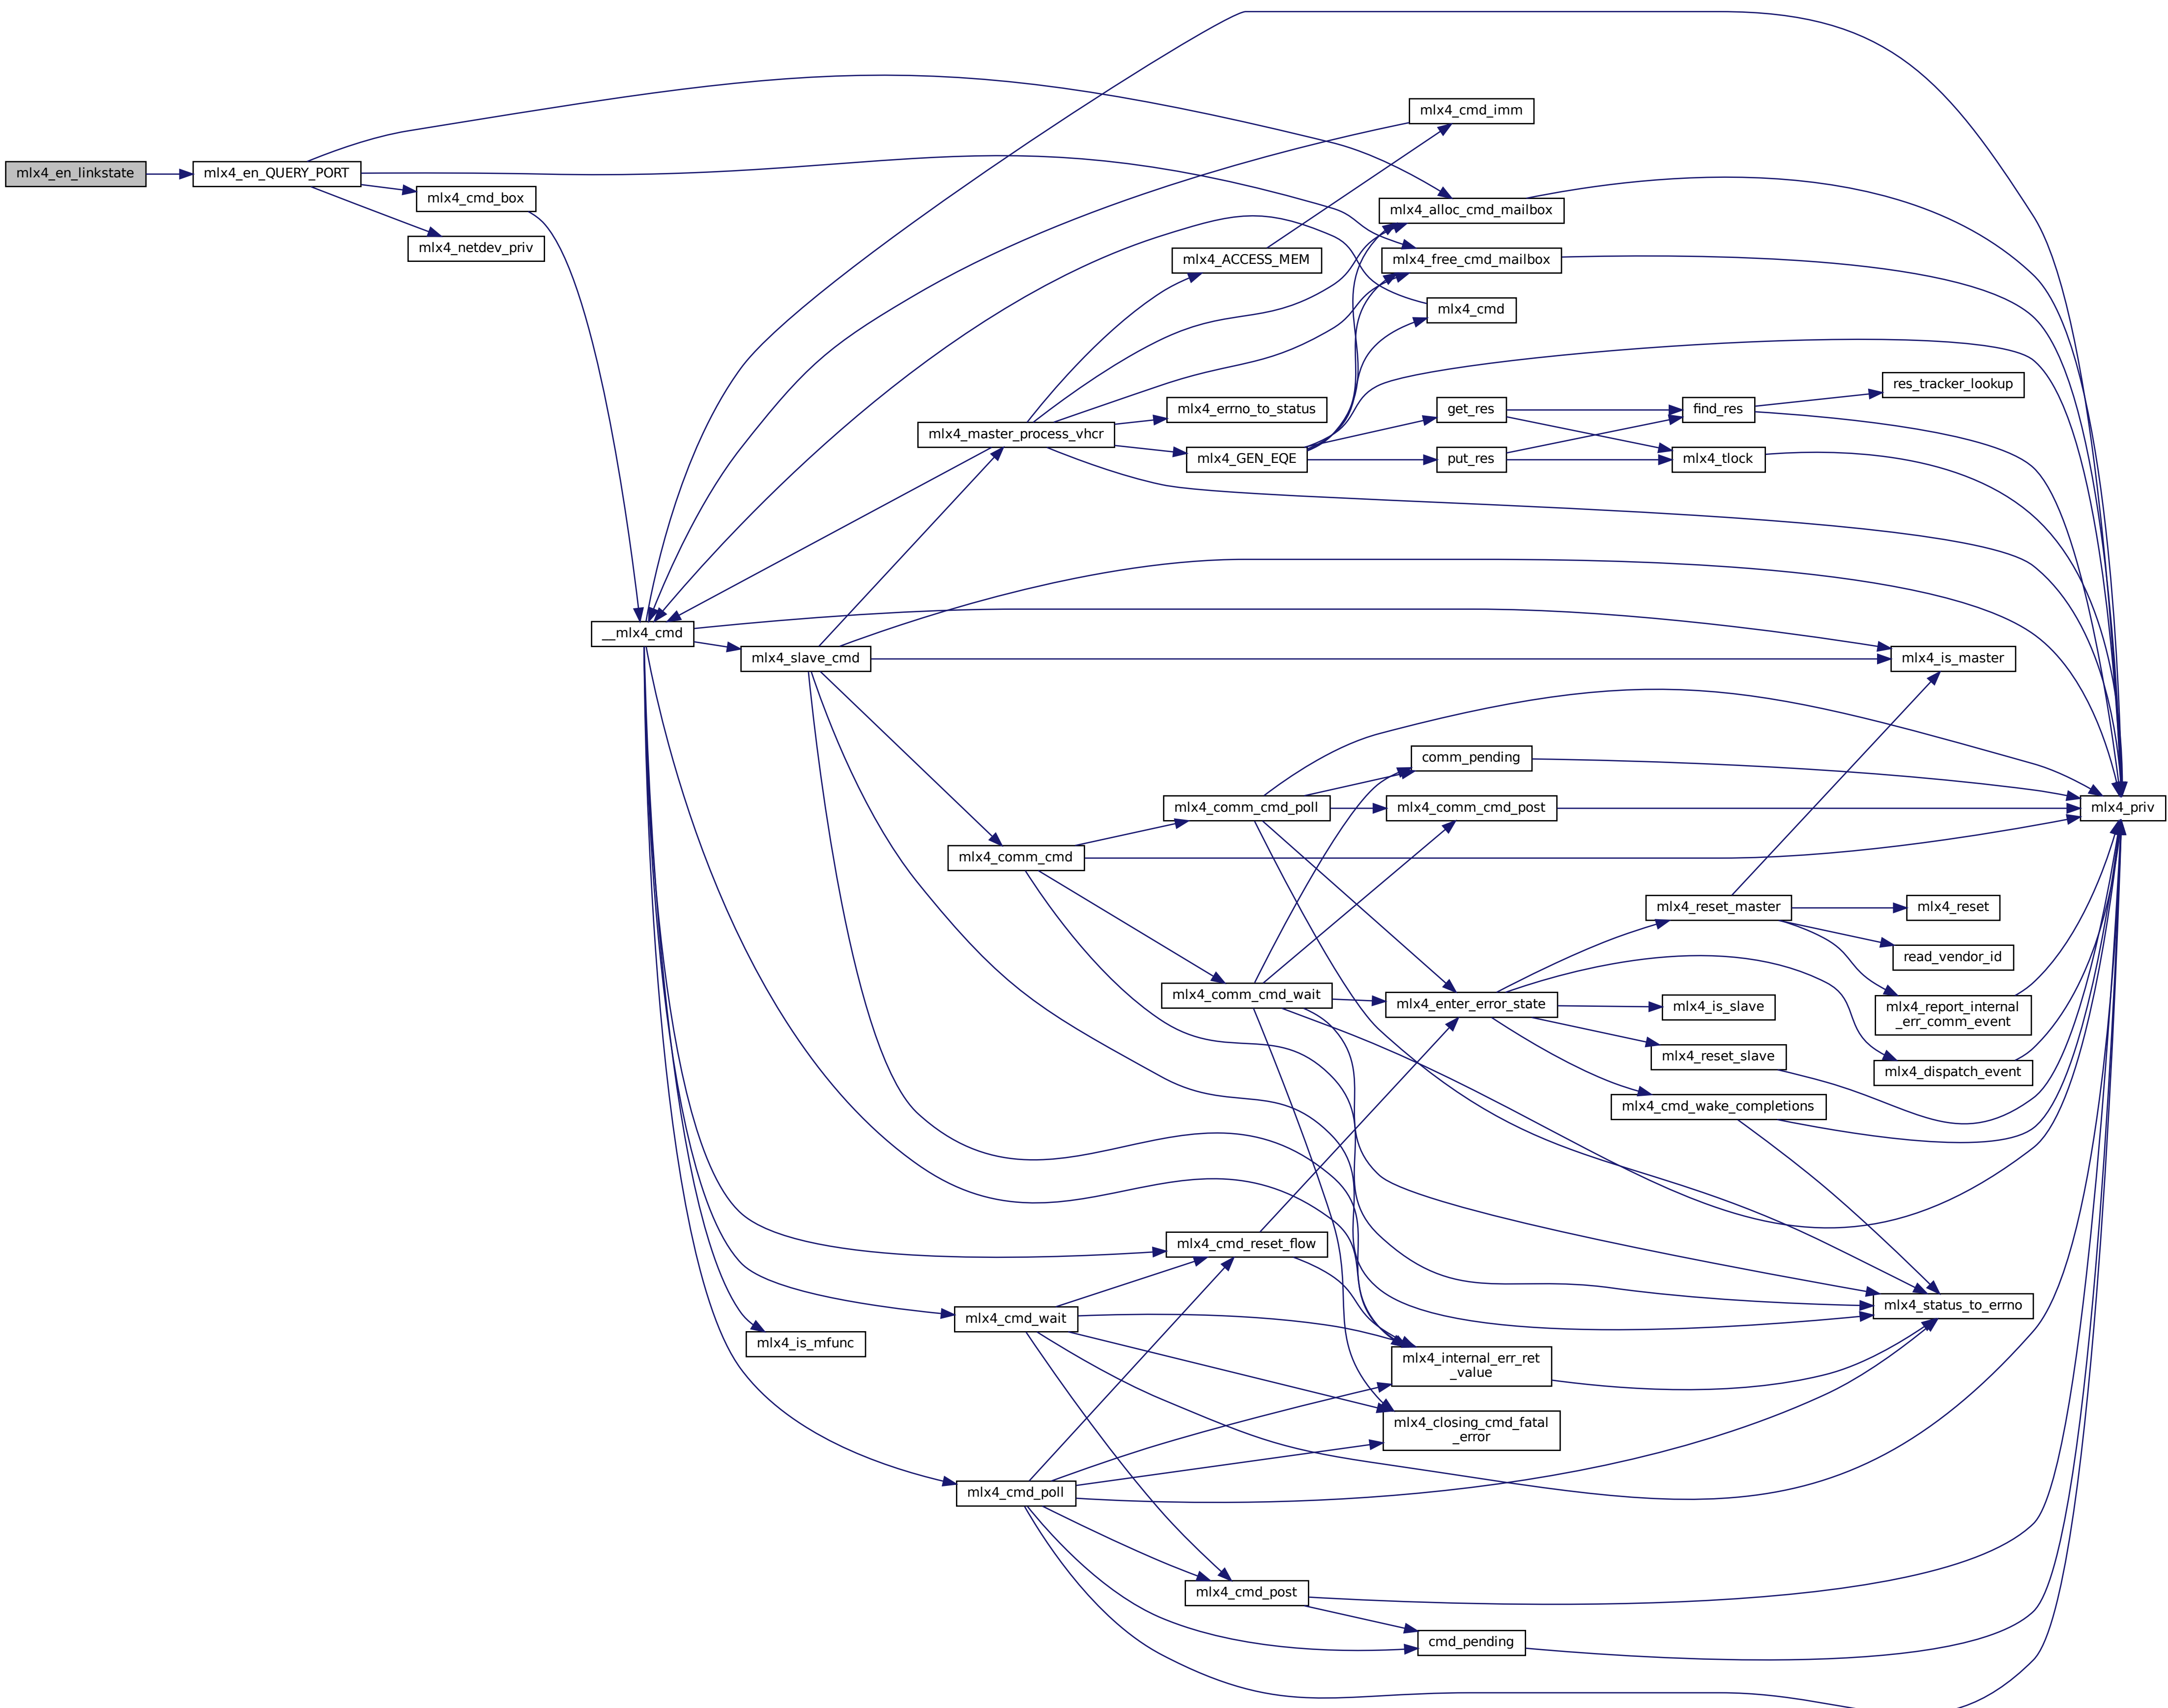 mlx4_cmd_imm
mlx4_en_linkstate
mlx4_en_QUERY_PORT
mlx4_cmd_box
mlx4_alloc_cmd_mailbox
mlx4_netdev_priv
mlx4_ACCESS_MEM
mlx4_free_cmd_mailbox
mlx4_cmd
res_tracker_lookup
mlx4_errno_to_status
get_res
find_res
mlx4_master_process_vhcr
mlx4_GEN_EQE
put_res
mlx4_tlock
__mlx4_cmd
mlx4_slave_cmd
mlx4_is_master
comm_pending
mlx4_comm_cmd_poll
mlx4_comm_cmd_post
mlx4_priv
mlx4_comm_cmd
mlx4_reset_master
mlx4_reset
read_vendor_id
mlx4_comm_cmd_wait
mlx4_enter_error_state
mlx4_is_slave
mlx4_report_internal
_err_comm_event
mlx4_reset_slave
mlx4_dispatch_event
mlx4_cmd_wake_completions
mlx4_cmd_reset_flow
mlx4_status_to_errno
mlx4_cmd_wait
mlx4_is_mfunc
mlx4_internal_err_ret
_value
mlx4_closing_cmd_fatal
_error
mlx4_cmd_poll
mlx4_cmd_post
cmd_pending